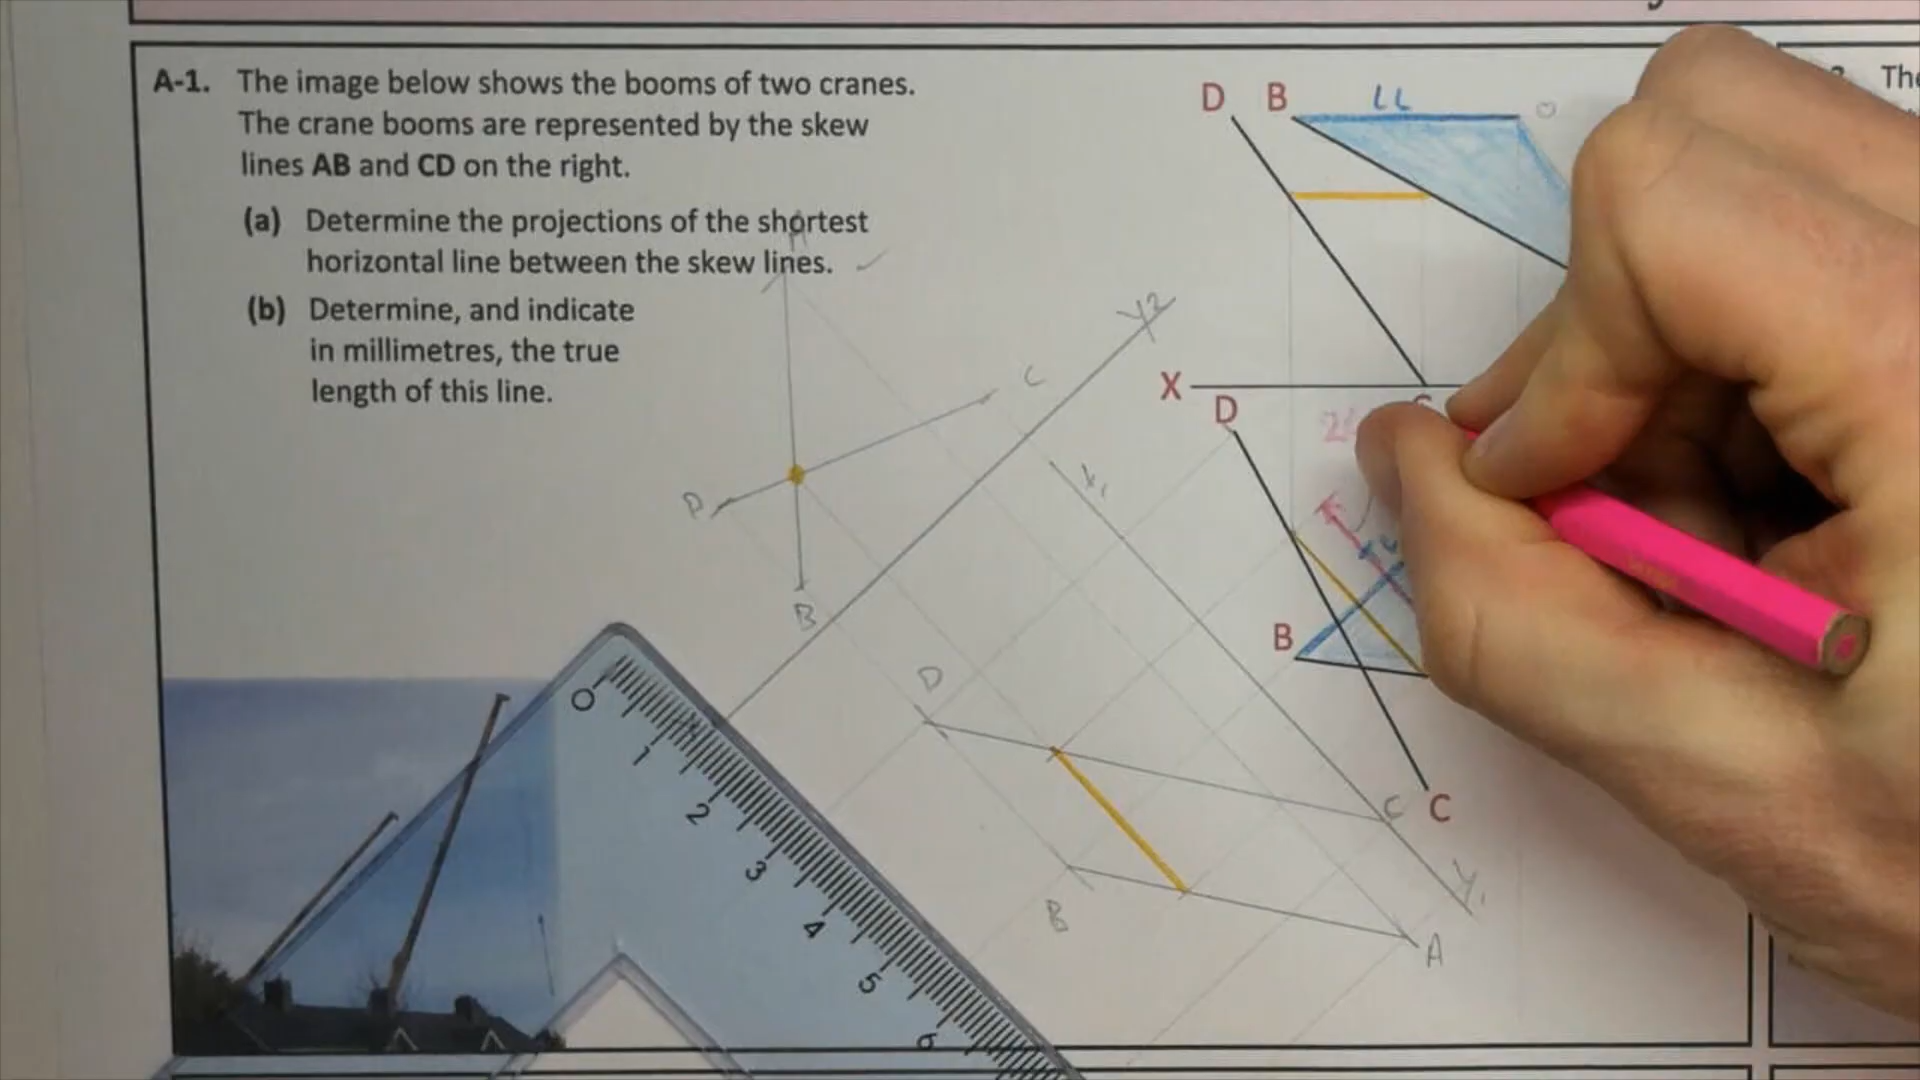 A-1. The image below shows the booms of two cranes.
The crane booms are represented by the skew
lines AB and CD on the right.
(a) Determine the projections of the shortest
horizontal line between the skew lines.
(b) Determine, and indicate
in millimetres, the true
length of this line.
The
D B LL O
X
D
B
C
A
C
D
B
Y2
X1
D
B
C
A
Y1
0
1
2
3
4
5
6